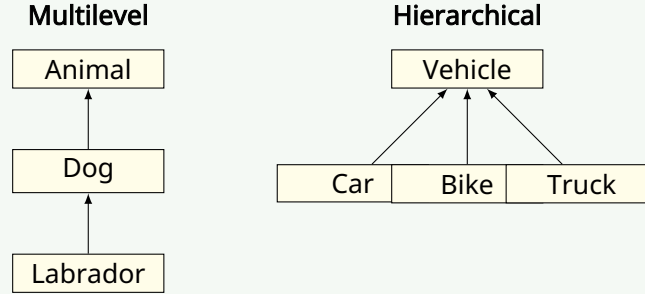 Multilevel
Hierarchical
Animal
Vehicle
Dog
Car
Bike
Truck
Labrador